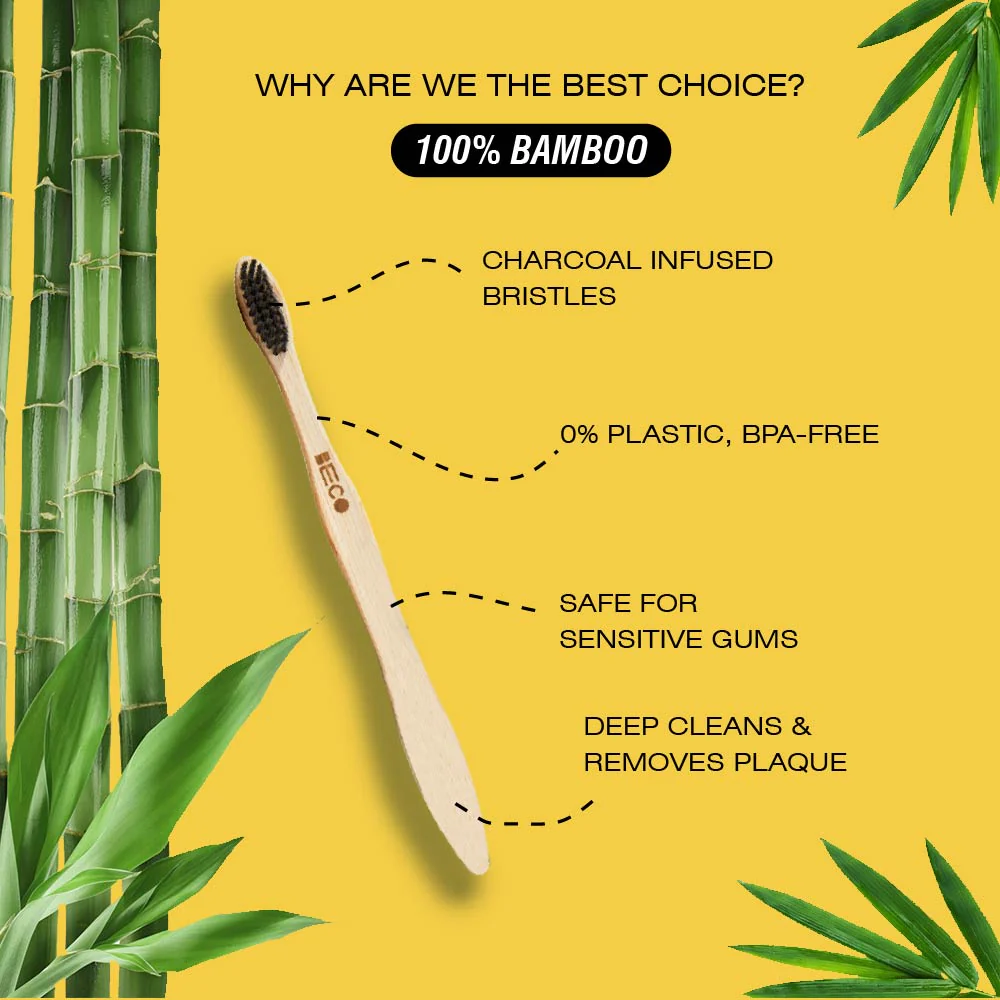 WHY ARE WE THE BEST CHOICE?
100% BAMBOO
CHARCOAL INFUSED
BRISTLES
0% PLASTIC, BPA-FREE
BECO
SAFE FOR
SENSITIVE GUMS
DEEP CLEANS &
REMOVES PLAQUE